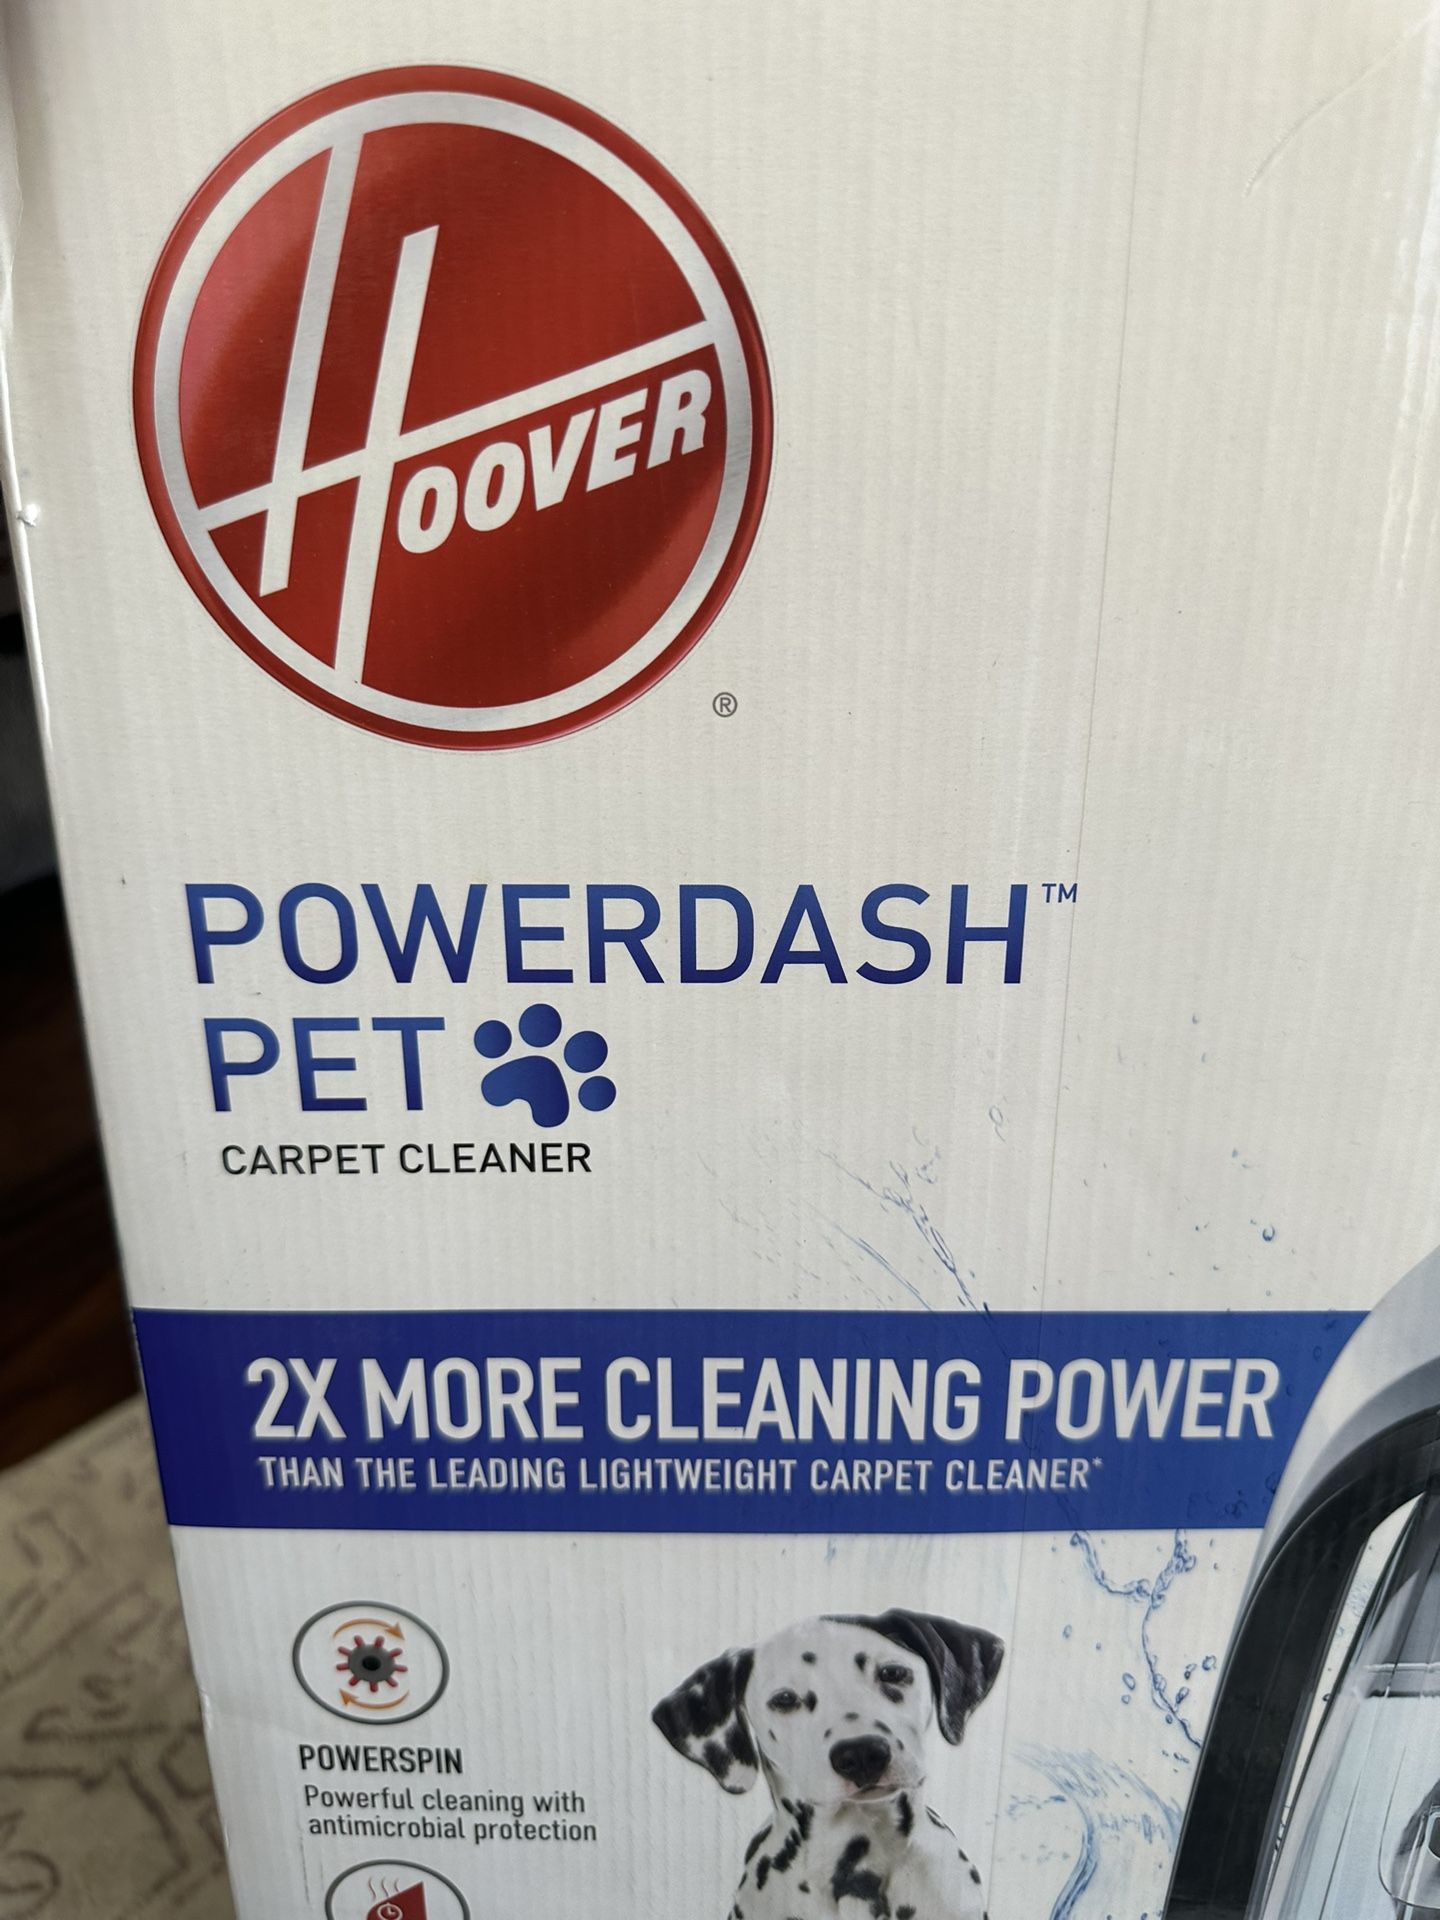 HOOVER
®
POWERDASH™
PET
CARPET CLEANER
2X MORE CLEANING POWER
THAN THE LEADING LIGHTWEIGHT CARPET CLEANER*
POWERSPIN
Powerful cleaning with
antimicrobial protection